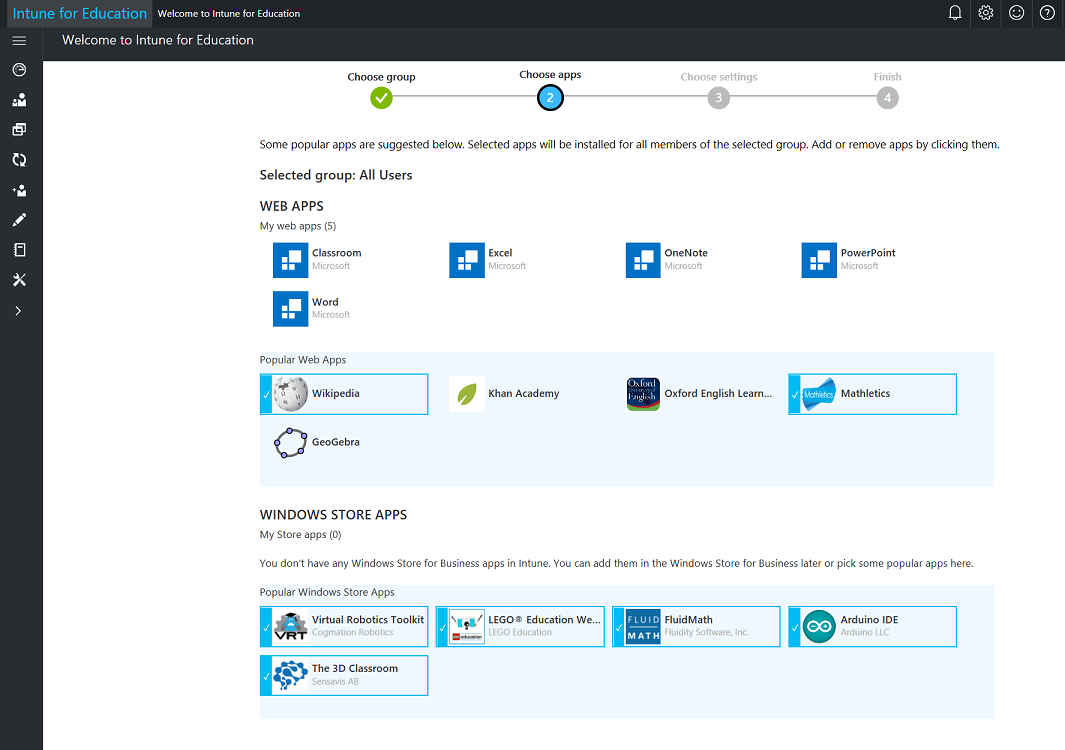 Intune for Education Welcome to Intune for Education
Welcome to Intune for Education
Choose group Choose apps Choose settings Finish
2 3 4
Some popular apps are suggested below. Selected apps will be installed for all members of the selected group. Add or remove apps by clicking them.
Selected group: All Users
WEB APPS
My web apps (5)
Classroom Excel OneNote PowerPoint
Microsoft Microsoft Microsoft Microsoft
Word
Microsoft
Popular Web Apps
Wikipedia Khan Academy Oxford English Oxford English Learn... Mathletics Mathletics
GeoGebra
WINDOWS STORE APPS
My Store apps (0)
You don't have any Windows Store for Business apps in Intune. You can add them in the Windows Store for Business later or pick some popular apps here.
Popular Windows Store Apps
VRT Virtual Robotics Toolkit education LEGO® Education We... FLUID MATH FluidMath Arduino IDE
Cogmation Robotics LEGO Education Fluidity Software, Inc. Arduino LLC
The 3D Classroom
Sensavis AB